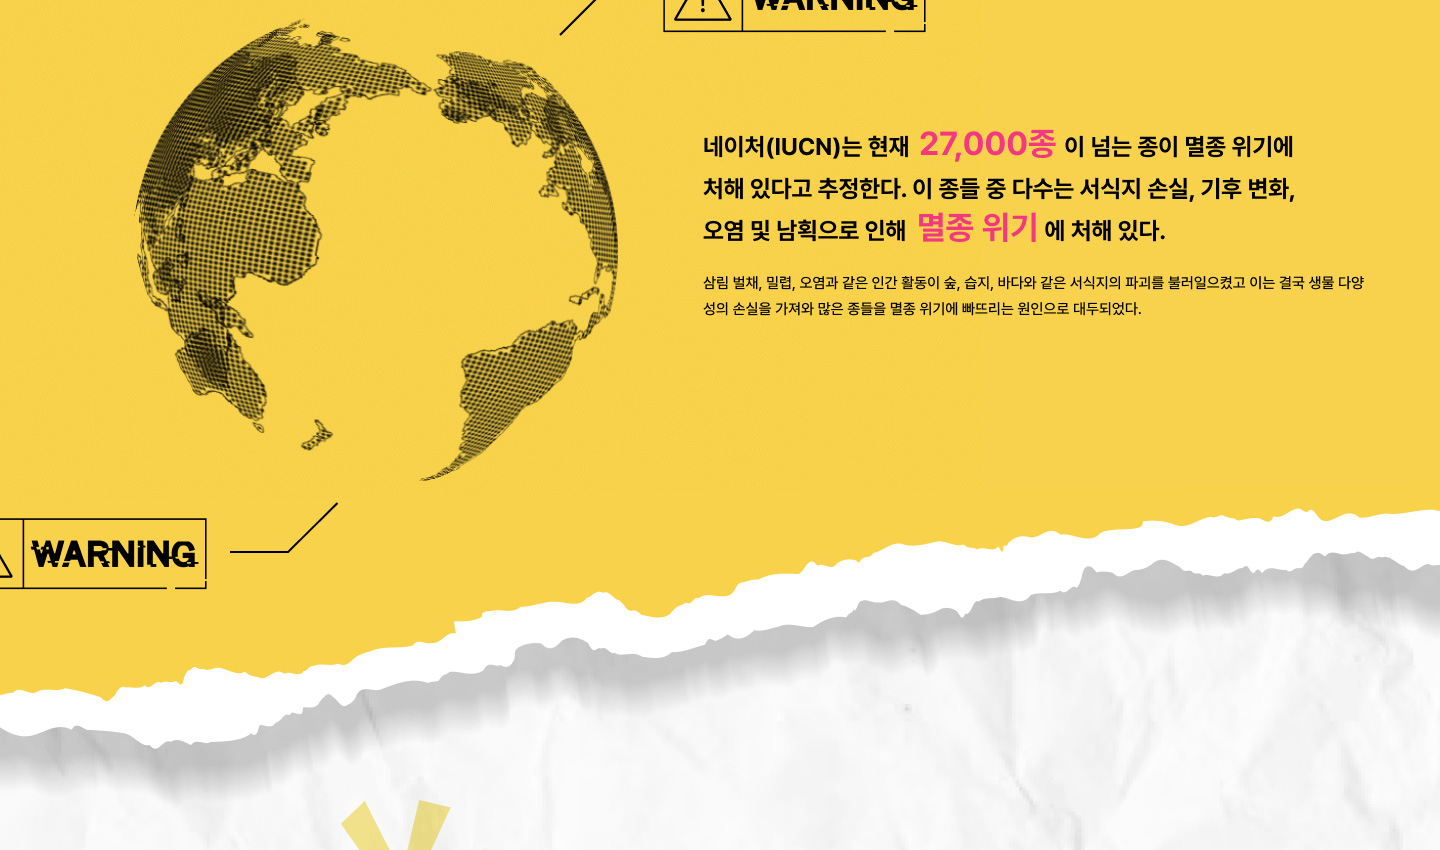 WARNING
네이처(IUCN)는 현재 27,000종 이 넘는 종이 멸종 위기에
처해 있다고 추정한다. 이 종들 중 다수는 서식지 손실, 기후 변화,
오염 및 남획으로 인해 멸종 위기 에 처해 있다.
삼림 벌채, 밀렵, 오염과 같은 인간 활동이 숲, 습지, 바다와 같은 서식지의 파괴를 불러일으켰고 이는 결국 생물 다양
성의 손실을 가져와 많은 종들을 멸종 위기에 빠뜨리는 원인으로 대두되었다.
WARNING